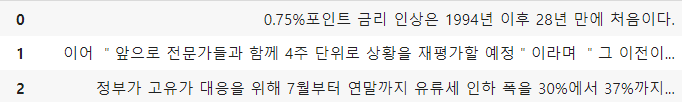 0 0.75%포인트 금리 인상은 1994년 이후 28년 만에 처음이다.
1 이어 " 앞으로 전문가들과 함께 4주 단위로 상황을 재평가할 예정 " 이라며 " 그 이전이...
2 정부가 고유가 대응을 위해 7월부터 연말까지 유류세 인하 폭을 30%에서 37%까지...